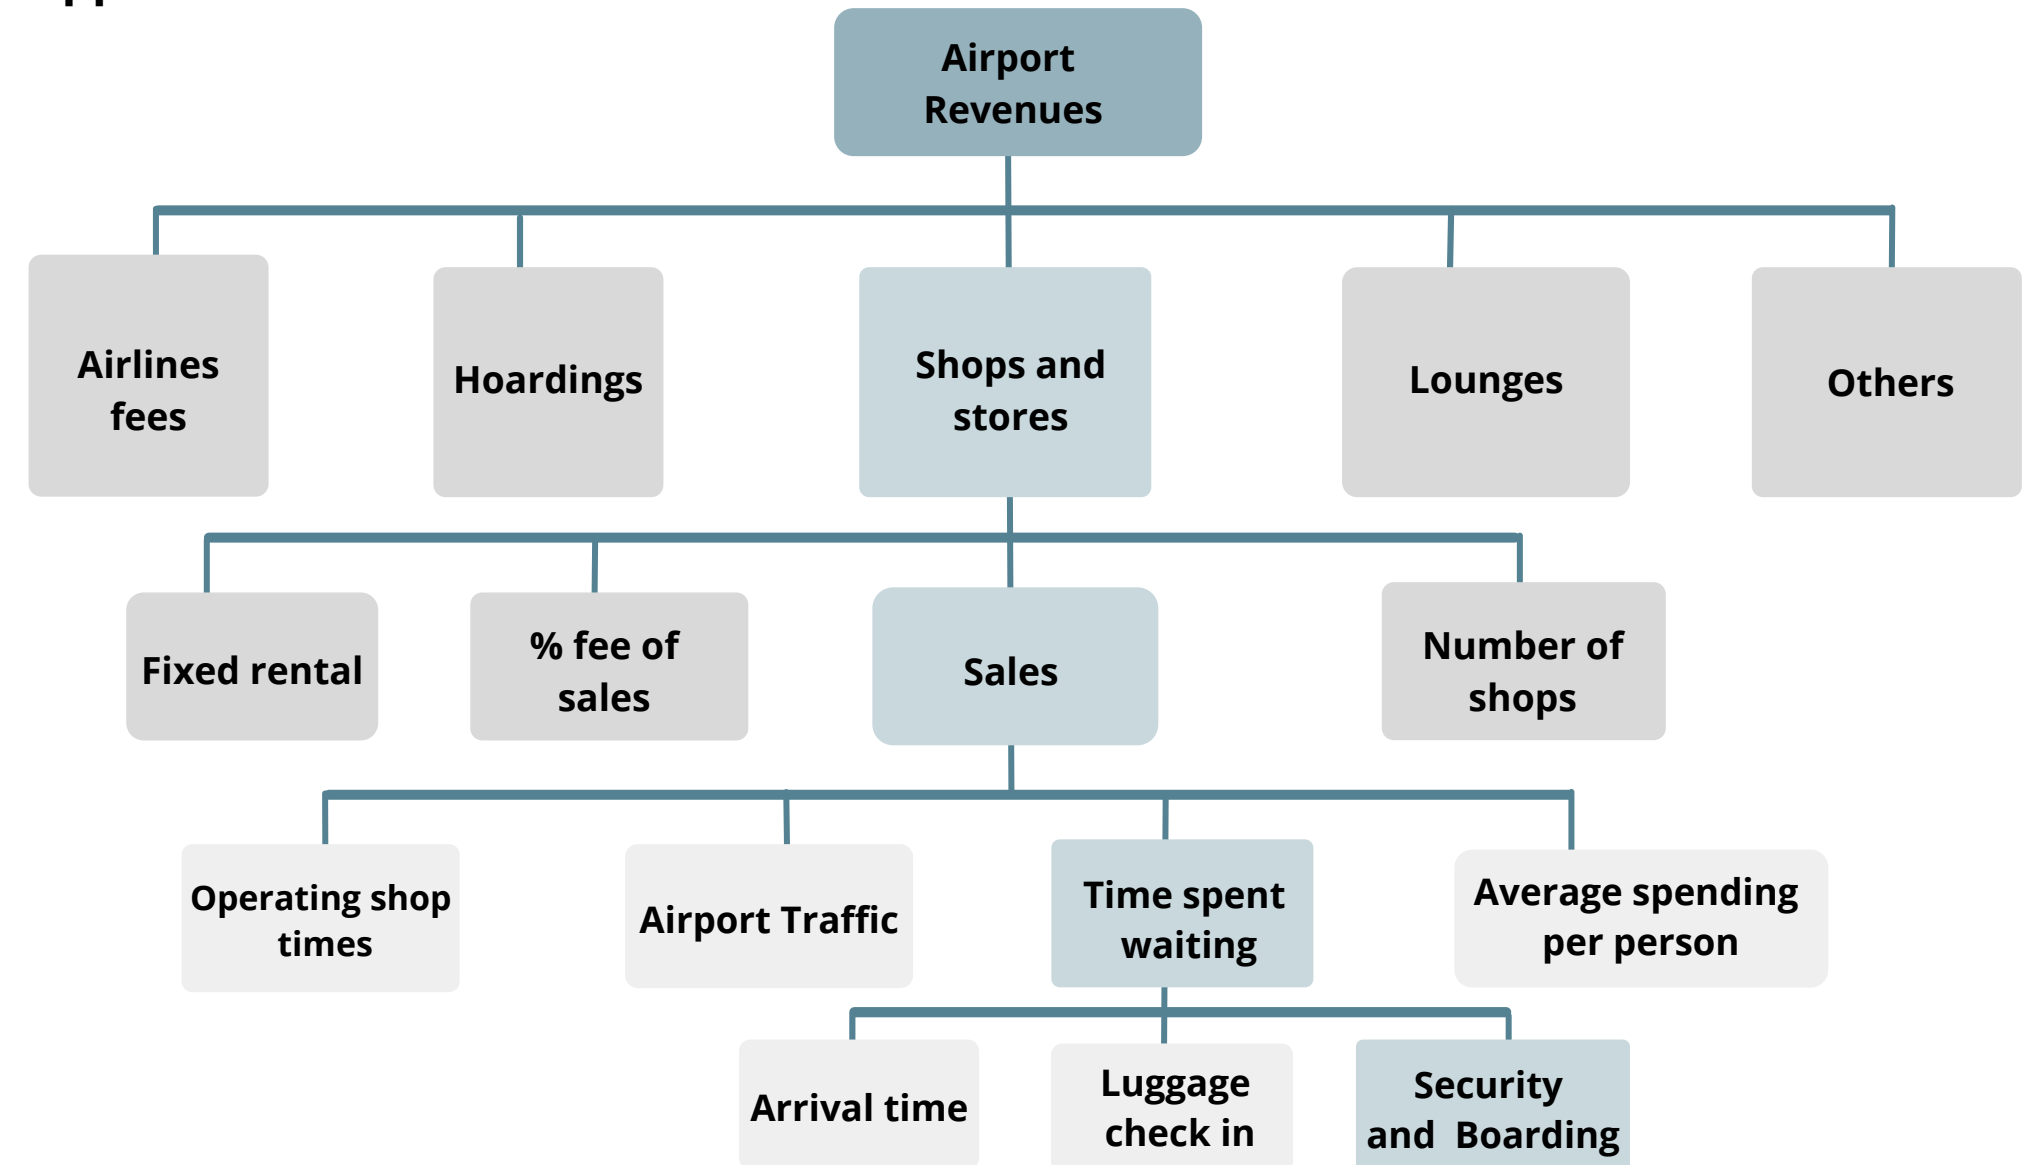 Airport
Revenues
Airlines
fees
Hoardings
Shops and
stores
Lounges
Others
Fixed rental
% fee of
sales
Sales
Number of
shops
Operating shop
times
Airport Traffic
Time spent
waiting
Average spending
per person
Arrival time
Luggage
check in
Security
and Boarding